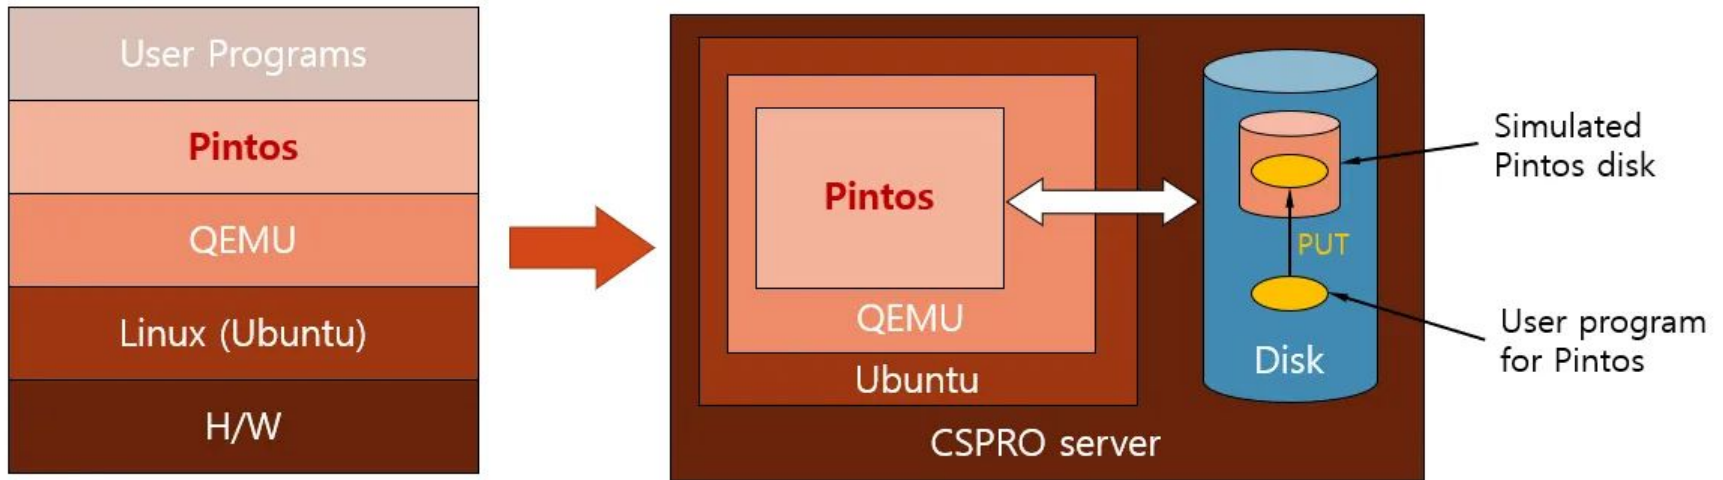 User Programs
Pintos
QEMU
Linux (Ubuntu)
H/W
Pintos
QEMU
Ubuntu
CSPRO server
PUT
Disk
Simulated
Pintos disk
User program
for Pintos